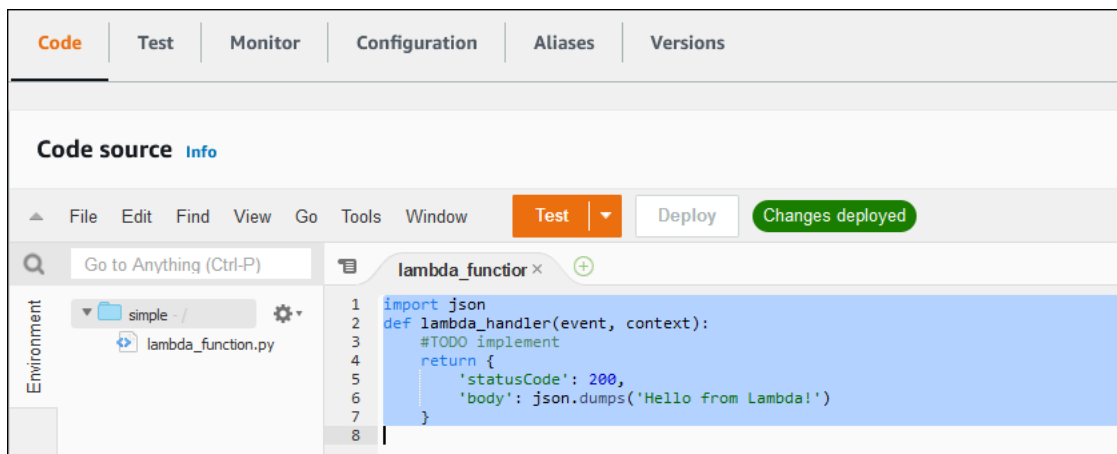 Code Test Monitor Configuration Aliases Versions
Code source Info
File Edit Find View Go Tools Window Test Deploy Changes deployed
Go to Anything (Ctrl-P) lambda_function
Environment
simple - /
lambda_function.py
1 import json
2 def lambda_handler(event, context):
3 #TODO implement
4 return {
5 'statusCode': 200,
6 'body': json.dumps('Hello from Lambda!')
7 }
8